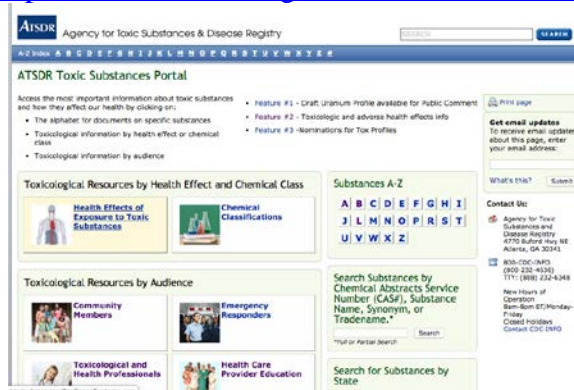 ATSDR Agency for Toxic Substances & Disease Registry
SEARCH
SEARCH
A-Z Index A B C D E F G H I J K L M N O P Q R S T U V W X Y Z #
ATSDR Toxic Substances Portal
Access the most important information about toxic substances
and how they affect our health by clicking on:
• The alphabet for documents on specific substances
• Toxicological information by health effect or chemical
class
• Toxicological information by audience
• Feature #1 - Draft Uranium Profile available for Public Comment
• Feature #2 - Toxicologic and adverse health effects info
• Feature #3 -Nominations for Tox Profiles
Print page
Get email updates
To receive email updates
about this page, enter
your email address:
What's this? Submit
Contact Us:
Agency for Toxic
Substances and
Disease Registry
4770 Buford Hwy NE
Atlanta, GA 30341
800-CDC-INFO
(800-232-4636)
TTY: (888) 232-6348
New Hours of
Operation
8am-8pm ET/Monday-
Friday
Closed Holidays
Contact CDC-INFO
Toxicological Resources by Health Effect and Chemical Class
Health Effects of
Exposure to Toxic
Substances
Chemical
Classifications
Substances A-Z
A B C D E F G H I
J L M N O P R S T
U V W X Z
Toxicological Resources by Audience
Community
Members
Emergency
Responders
Toxicological and
Health Professionals
Health Care
Provider Education
Search Substances by
Chemical Abstracts Service
Number (CAS#), Substance
Name, Synonym, or
Tradename.*
Search
*Full or Partial Search
Search for Substances by
State